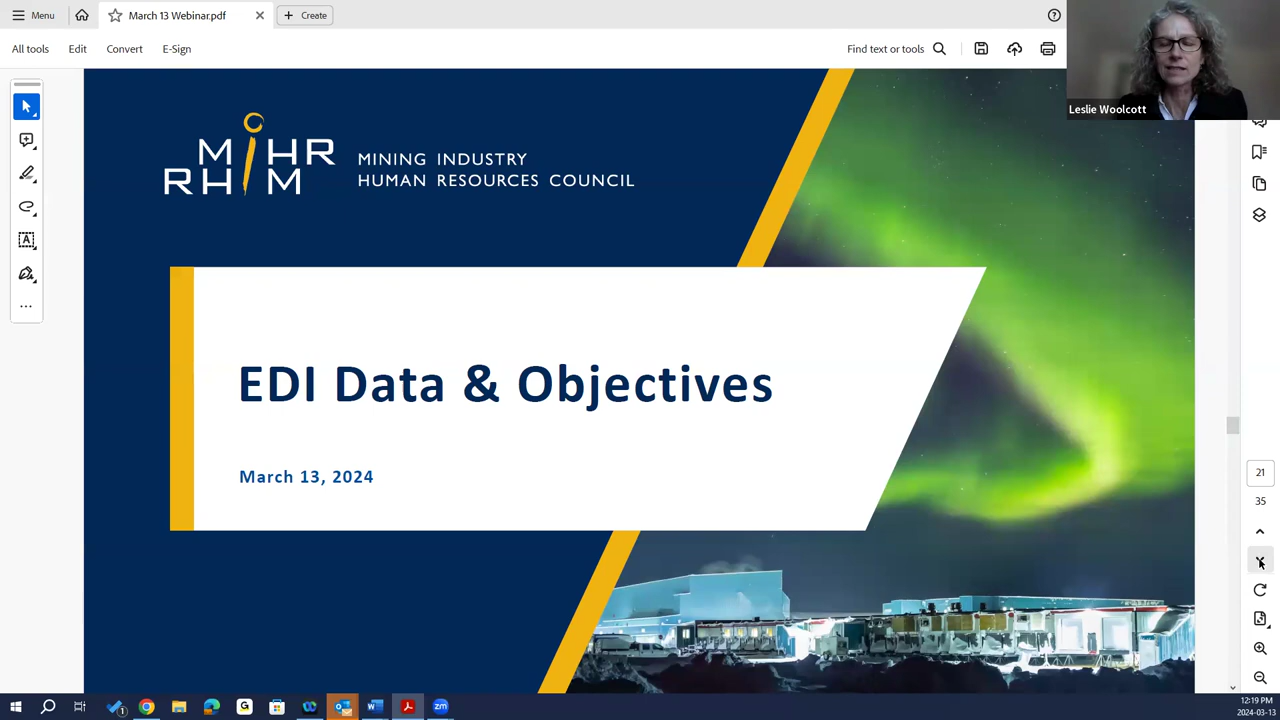 Menu
March 13 Webinar.pdf
Create
All tools
Edit
Convert
E-Sign
Find text or tools
Leslie Woolcott
MIHR
RHIM
MINING INDUSTRY
HUMAN RESOURCES COUNCIL
EDI Data & Objectives
March 13, 2024
21
35
12:19 PM
2024-03-13